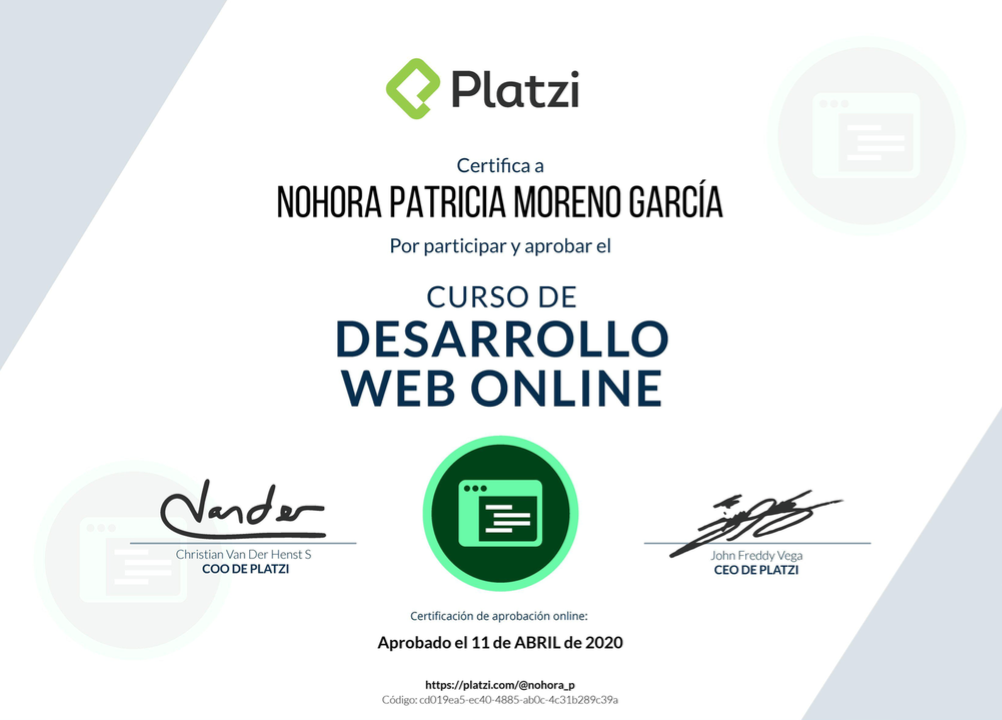 Platzi
Certifica a
NOHORA PATRICIA MORENO GARCÍA
Por participar y aprobar el
CURSO DE
DESARROLLO
WEB ONLINE
Vander
Christian Van Der Henst S
COO DE PLATZI
John Freddy Vega
CEO DE PLATZI
Certificación de aprobación online:
Aprobado el 11 de ABRIL de 2020
https://platzi.com/@nohora_p
Código: cd019ea5-ec40-4885-ab0c-4c31b289c39a